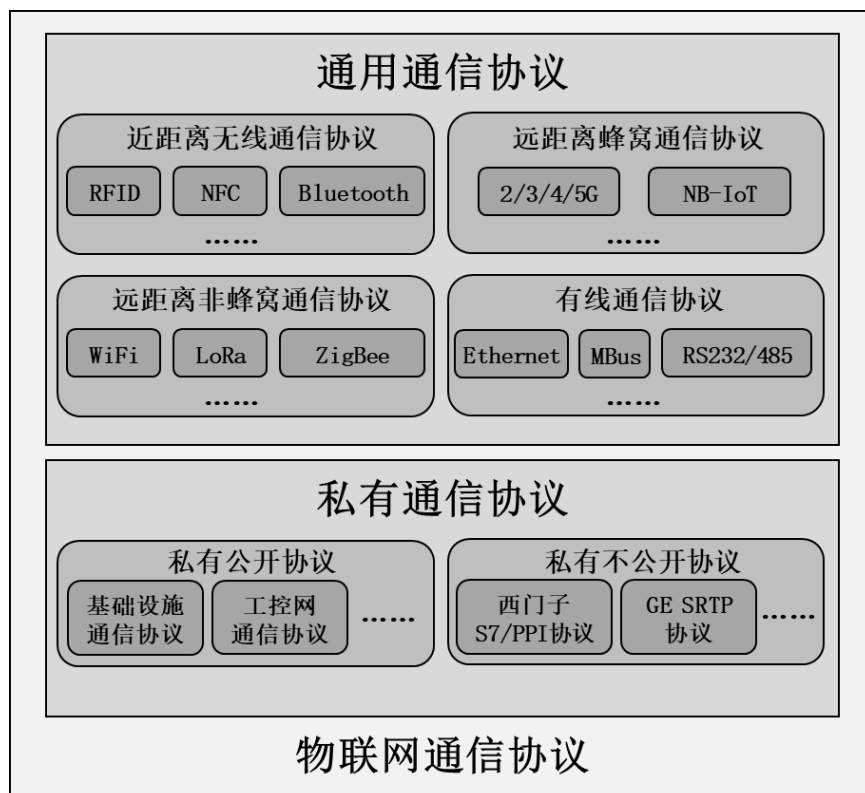 通用通信协议
近距离无线通信协议
RFID
NFC
Bluetooth
……
远距离蜂窝通信协议
2/3/4/5G
NB-IoT
……
远距离非蜂窝通信协议
WiFi
LoRa
ZigBee
……
有线通信协议
Ethernet
MBus
RS232/485
……
私有通信协议
私有公开协议
基础设施
通信协议
工控网
通信协议
……
私有不公开协议
西门子
S7/PPI协议
GE SRTP
协议
……
物联网通信协议